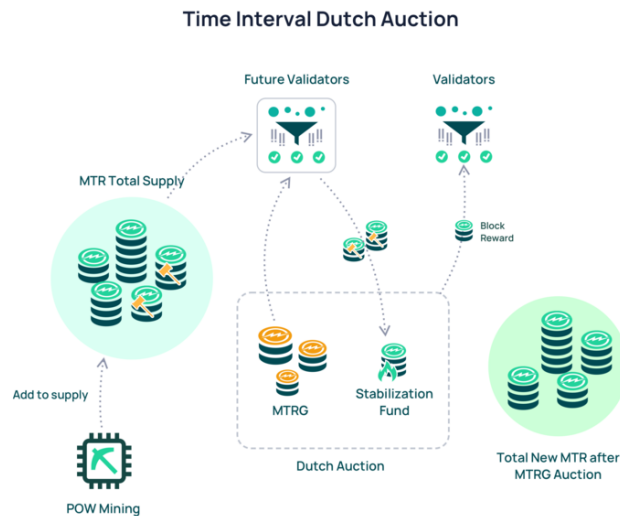 Time Interval Dutch Auction
Future Validators
Validators
MTR Total Supply
Block
Reward
Add to supply
MTRG
Stabilization
Fund
Dutch Auction
POW Mining
Total New MTR after
MTRG Auction